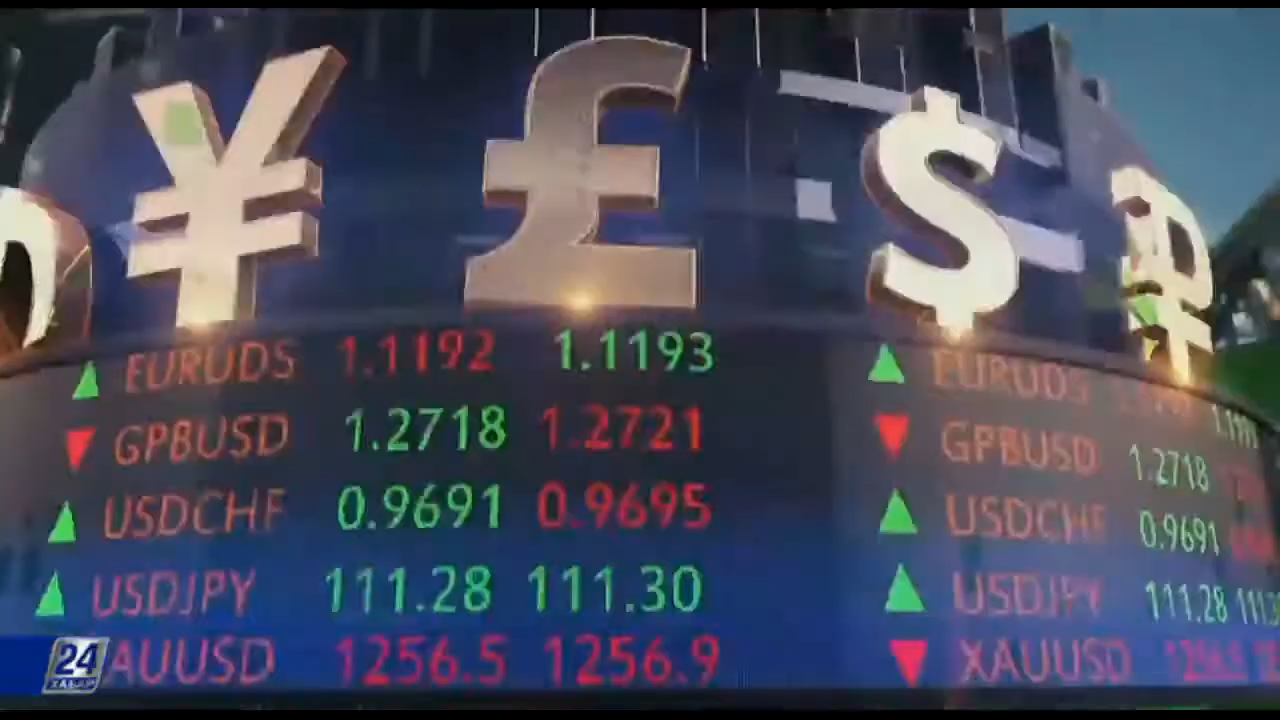 ¥ £ $ ₽
EURUDS 1.1192 1.1193 EURUDS
GPBUSD 1.2718 1.2721 GPBUSD 1.2718
USDCHF 0.9691 0.9695 USDCHF 0.9691
USDJPY 111.28 111.30 USDJPY 111.28
AUUSD 1256.5 1256.9 XAUUSD
24
ХАБАР